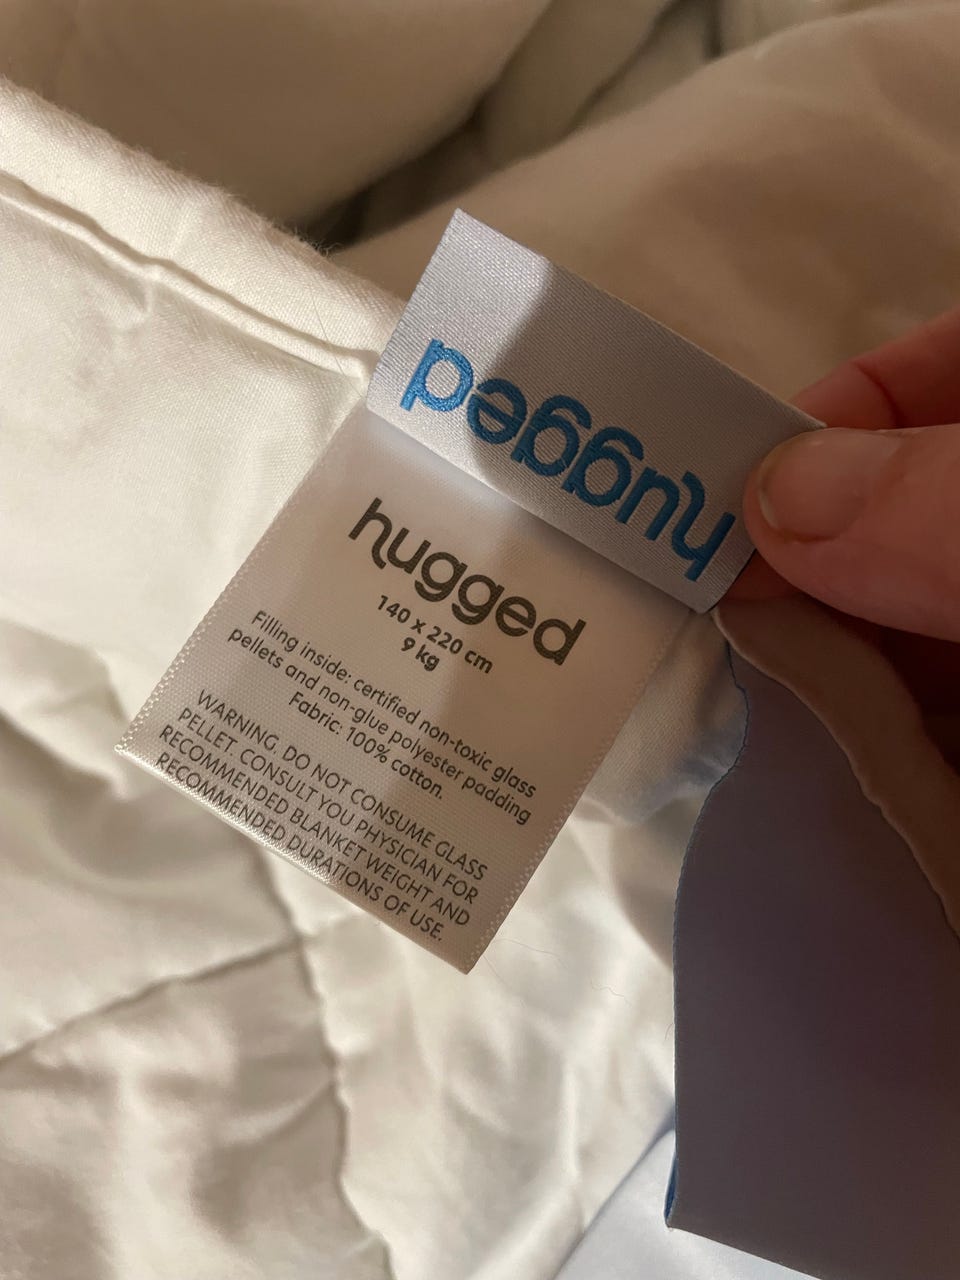 hugged
hugged
140 x 220 cm
9 kg
Filling inside: certified non-toxic glass
pellets and non-glue polyester padding
Fabric: 100% cotton.
WARNING. DO NOT CONSUME GLASS
PELLET. CONSULT YOU PHYSICIAN FOR
RECOMMENDED BLANKET WEIGHT AND
RECOMMENDED DURATIONS OF USE.